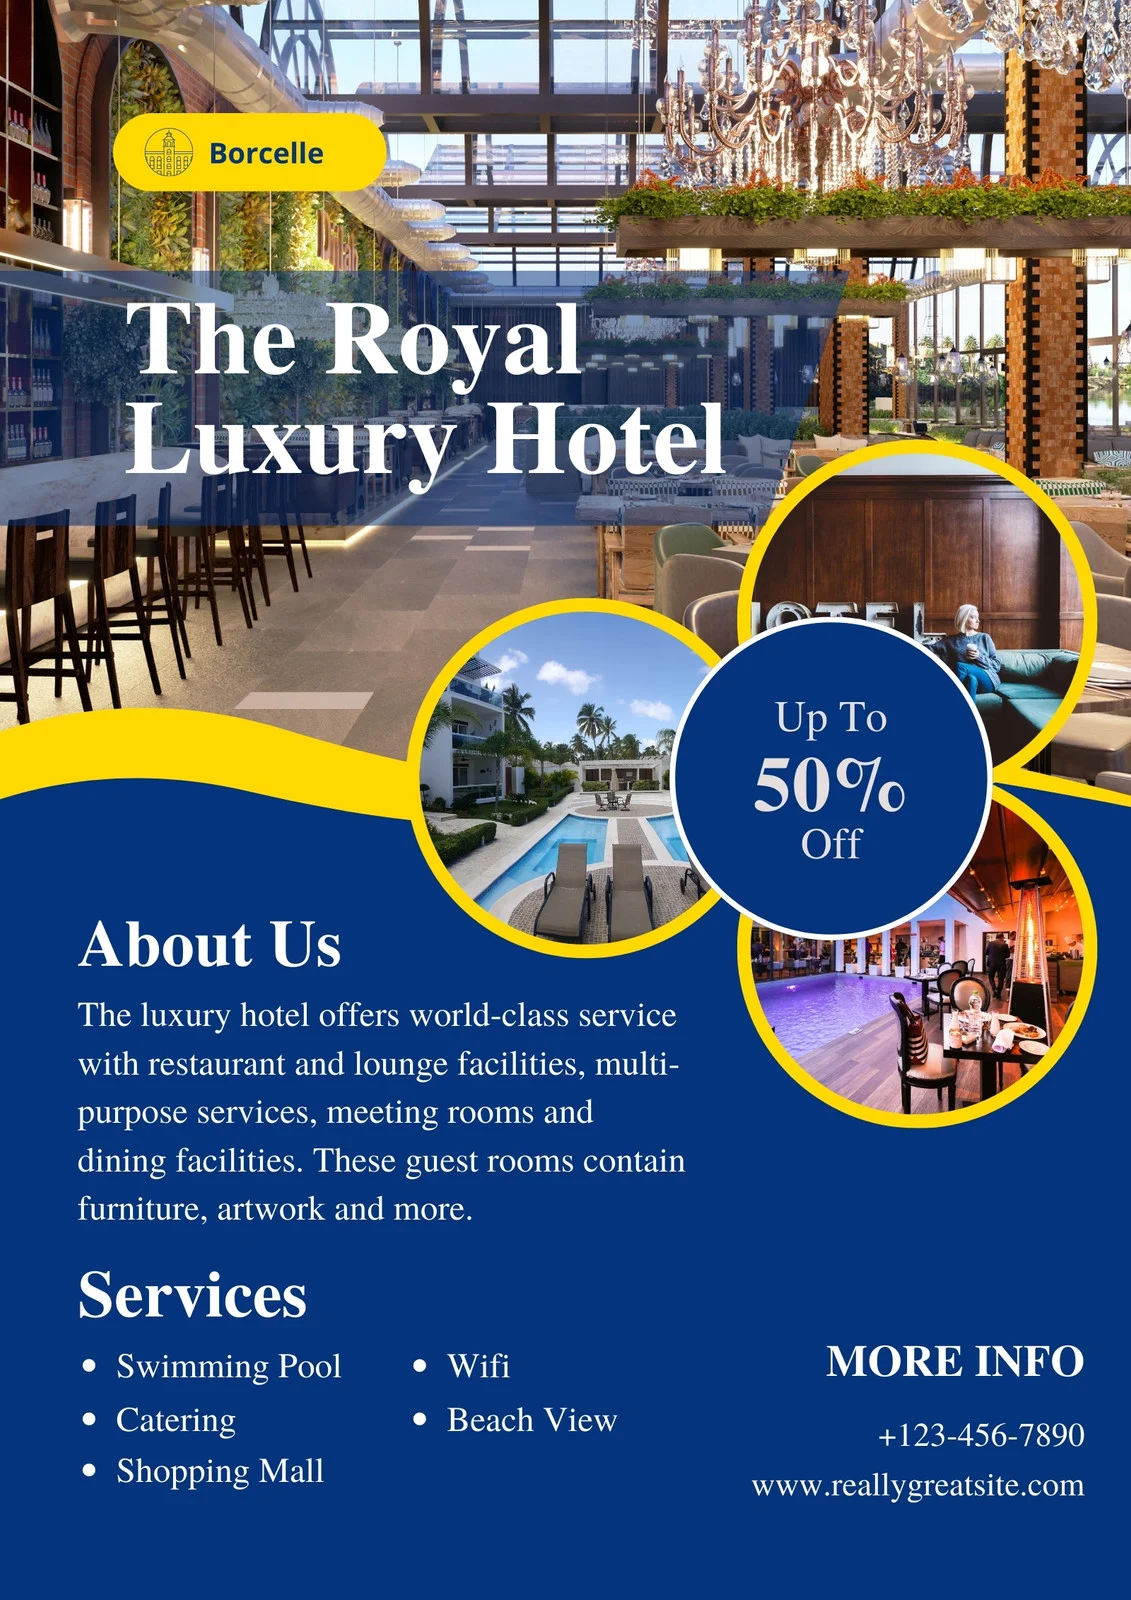 Borcelle
The Royal
Luxury Hotel
OTEL
Up To
50%
Off
About Us
The luxury hotel offers world-class service
with restaurant and lounge facilities, multi-
purpose services, meeting rooms and
dining facilities. These guest rooms contain
furniture, artwork and more.
Services
Swimming Pool
Catering
Shopping Mall
Wifi
Beach View
MORE INFO
+123-456-7890
www.reallygreatsite.com